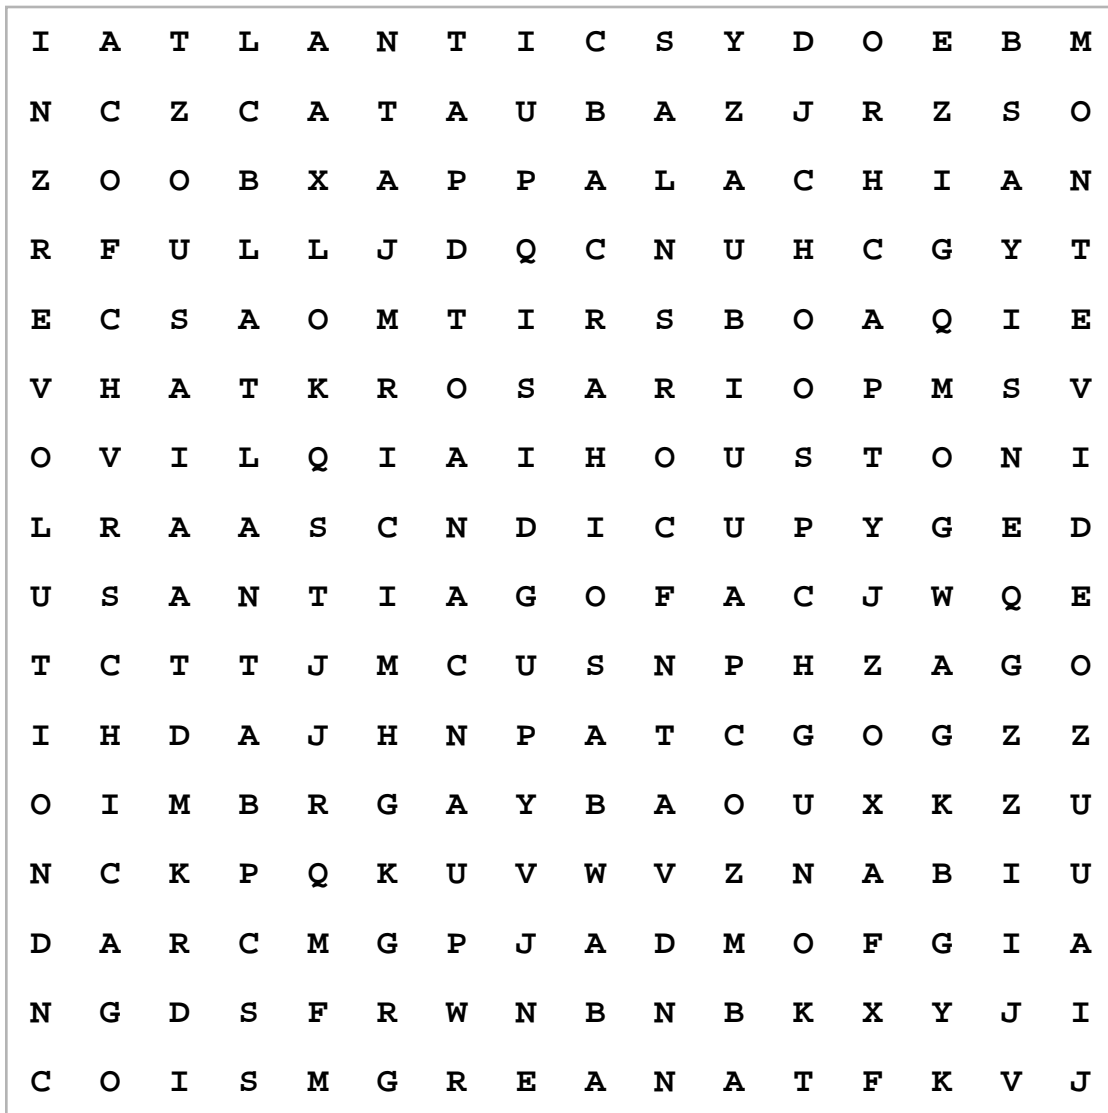 I A T L A N T I C S Y D O E B M
N C Z C A T A U B A Z J R Z S O
Z O O B X A P P A L A C H I A N
R F U L L J D Q C N U H C G Y T
E C S A O M T I R S B O A Q I E
V H A T K R O S A R I O P M S V
O V I L Q I A I H O U S T O N I
L R A A S C N D I C U P Y G E D
U S A N T I A G O F A C J W Q E
T C T T J M C U S N P H Z A G O
I H D A J H N P A T C G O G Z Z
O I M B R G A Y B A O U X K Z U
N C K P Q K U V W V Z N A B I U
D A R C M G P J A D M O F G I A
N G D S F R W N B N B K X Y J I
C O I S M G R E A N A T F K V J